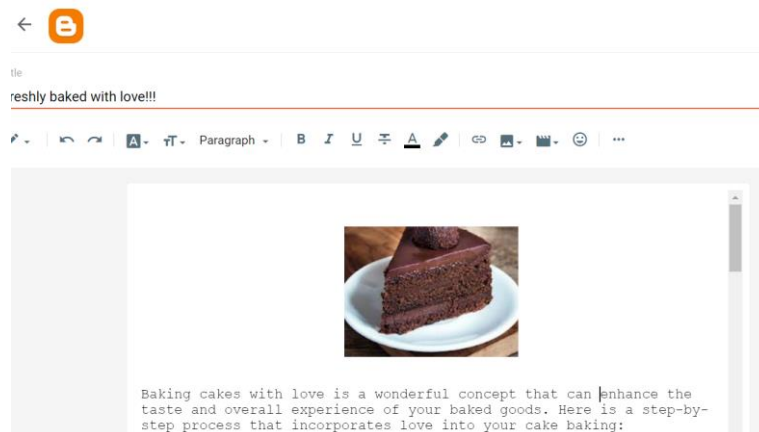 tle
reshly baked with love!!!
Paragraph
B I U A
Baking cakes with love is a wonderful concept that can enhance the
taste and overall experience of your baked goods. Here is a step-by-
step process that incorporates love into your cake baking: